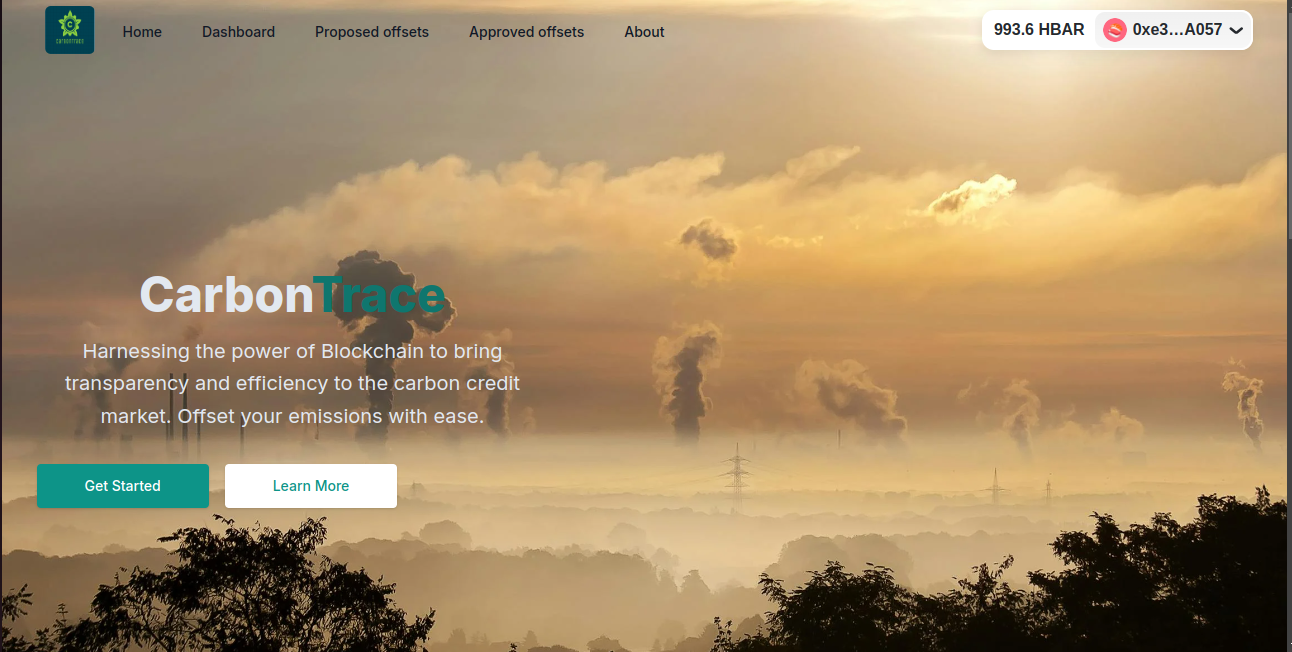 CARBONTRACE
Home
Dashboard
Proposed offsets
Approved offsets
About
993.6 HBAR
0xe3...A057
CarbonTrace
Harnessing the power of Blockchain to bring
transparency and efficiency to the carbon credit
market. Offset your emissions with ease.
Get Started
Learn More